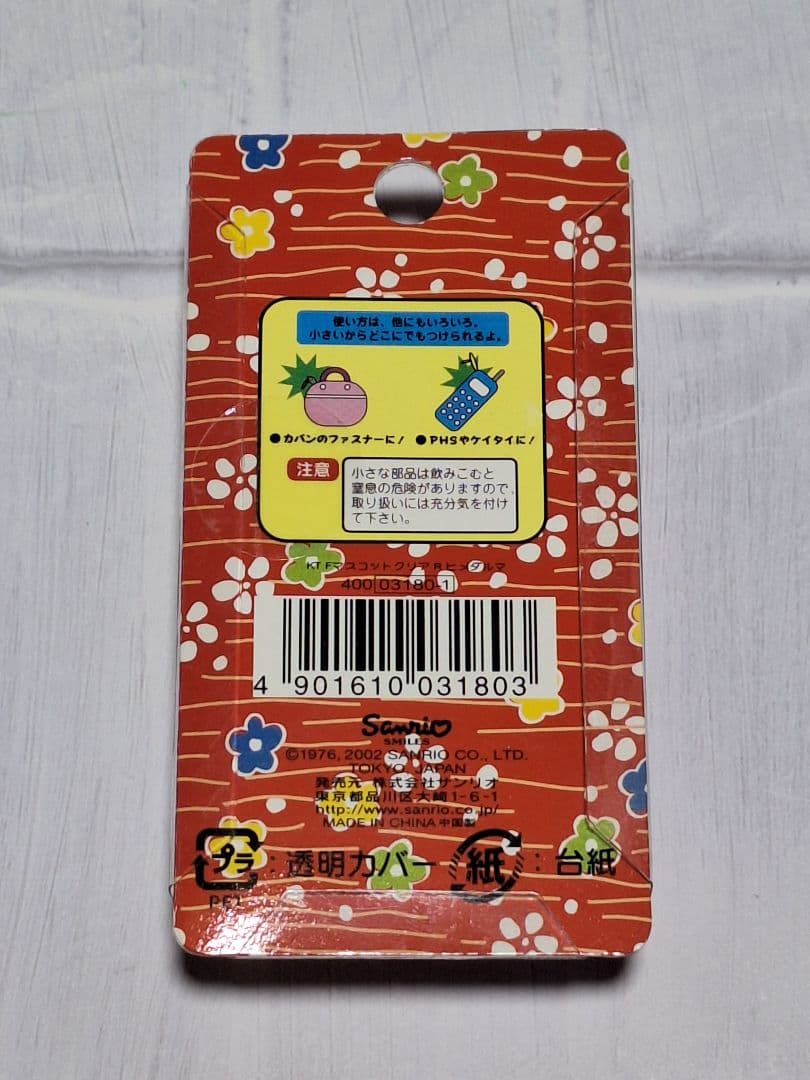 使い方は、他にもいろいろ。
小さいからどこにでもつけられるよ。
●カバンのファスナーに! ●PHSやケイタイに!
注意
小さな部品は飲みこむと
窒息の危険がありますので、
取り扱いには充分気を付け
て下さい。
KT Fマスコットクリア R ヒメダルマ
400 03180-1
4 901610 031803
Sanrio
SMILES
©1976, 2002 SANRIO CO., LTD.
TOKYO, JAPAN
発売元 株式会社サンリオ
東京都品川区大崎1-6-1
http://www.sanrio.co.jp/
MADE IN CHINA 中国製
プラ:透明カバー 紙:台紙
PET